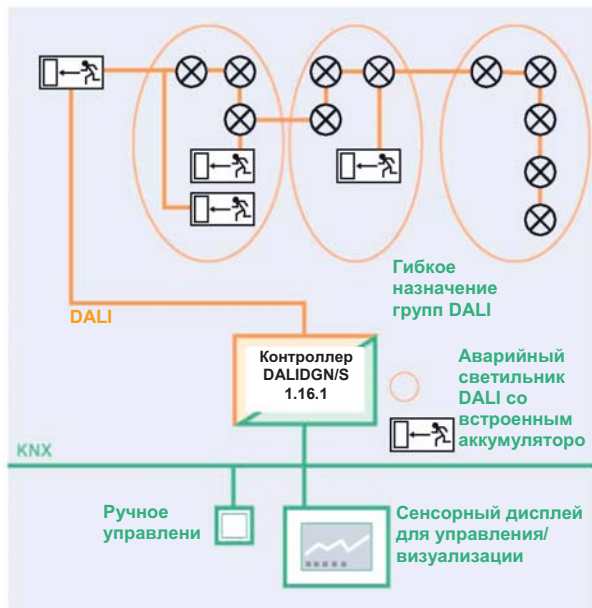 Гибкое
назначение
групп DALI
DALI
Контроллер
DALIDGN/S
1.16.1
Аварийный
светильник
DALI со
встроенным
аккумуляторо
KNX
Ручное
управлени
Сенсорный дисплей
для управления/
визуализации